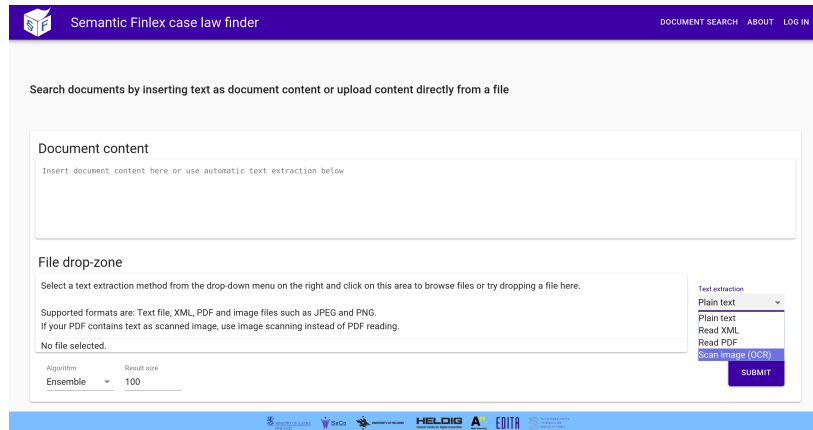 SF
Semantic Finlex case law finder
DOCUMENT SEARCH ABOUT LOG IN
Search documents by inserting text as document content or upload content directly from a file
Document content
Insert document content here or use automatic text extraction below
File drop-zone
Select a text extraction method from the drop-down menu on the right and click on this area to browse files or try dropping a file here.
Supported formats are: Text file, XML, PDF and image files such as JPEG and PNG.
If your PDF contains text as scanned image, use image scanning instead of PDF reading.
No file selected.
Text extraction
Plain text
Plain text
Read XML
Read PDF
Scan image (OCR)
Algorithm
Ensemble
Result size
100
SUBMIT
SeCo
HELDIG
EDITA